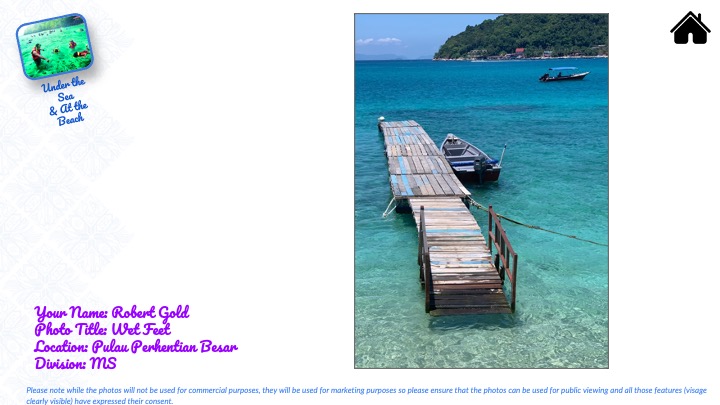 Under the
Sea
& At the
Beach
Your Name: Robert Gold
Photo Title: Wet Feet
Location: Pulau Perhentian Besar
Division: MS
Please note while the photos will not be used for commercial purposes, they will be used for marketing purposes so please ensure that the photos can be used for public viewing and all those features (visage
clearly visible) have expressed their consent.